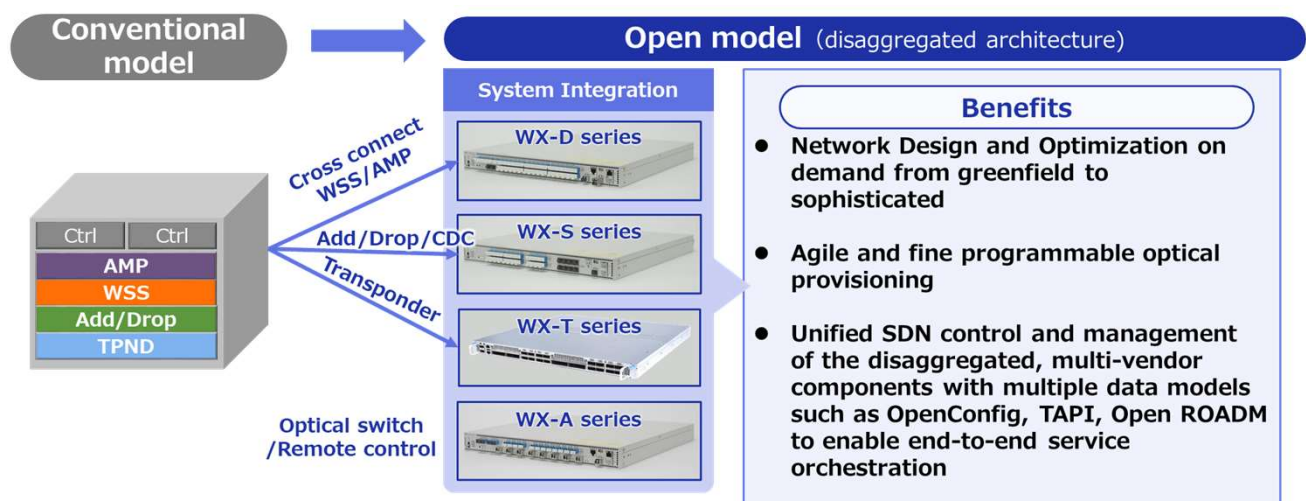 Conventional
model
Open model (disaggregated architecture)
System Integration
Cross connect
WSS/AMP
WX-D series
Ctrl Ctrl
AMP
WSS
Add/Drop
TPND
Add/Drop/CDC
WX-S series
Transponder
WX-T series
Optical switch
/Remote control
WX-A series
Benefits
● Network Design and Optimization on
demand from greenfield to
sophisticated
● Agile and fine programmable optical
provisioning
● Unified SDN control and management
of the disaggregated, multi-vendor
components with multiple data models
such as OpenConfig, TAPI, Open ROADM
to enable end-to-end service
orchestration